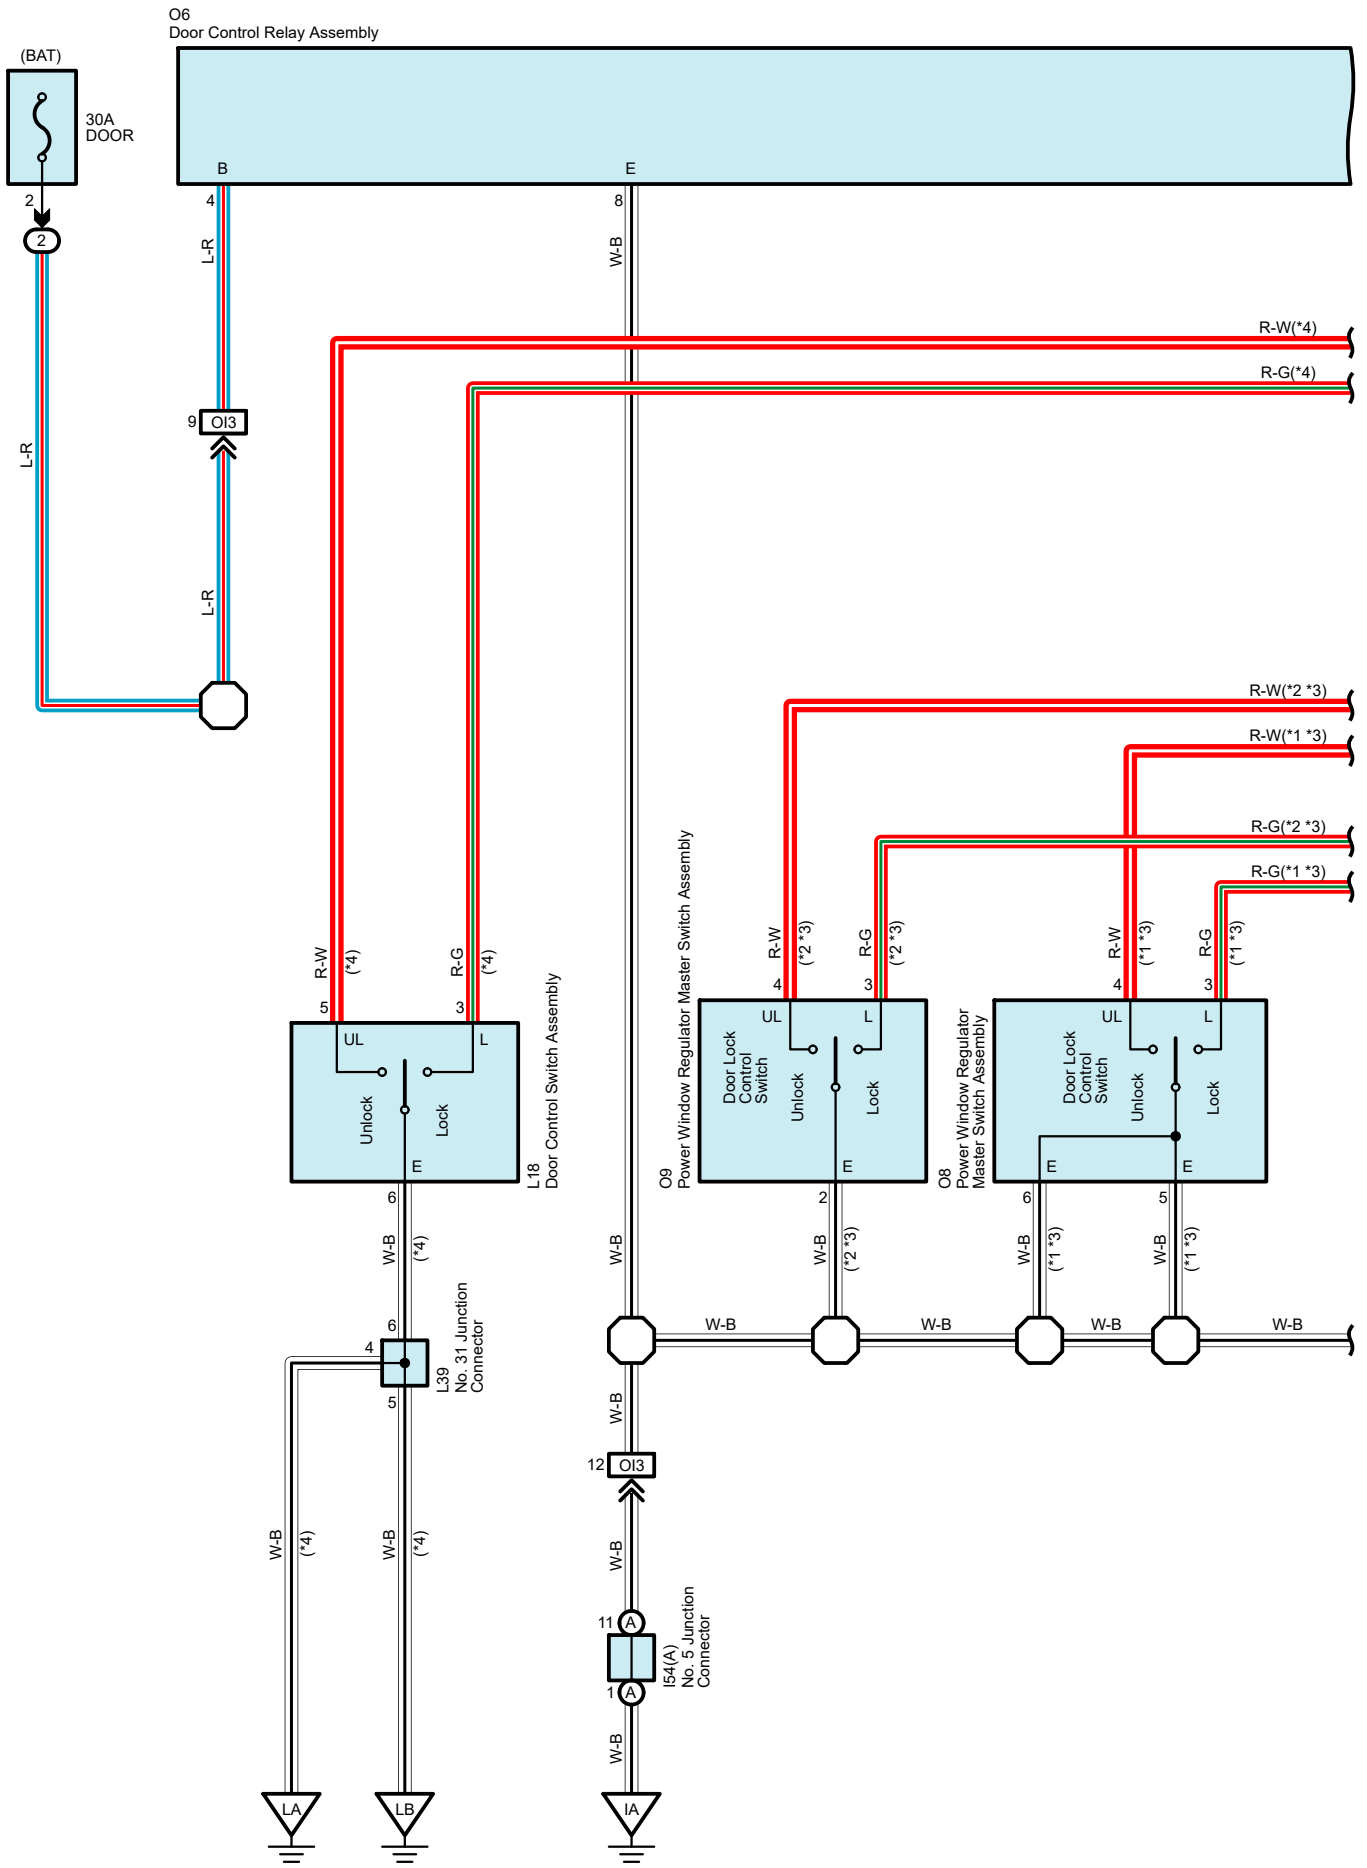 O6
Door Control Relay Assembly
(BAT)
30A
DOOR
B
E
2
4
8
2
L-R
W-B
R-W(*4)
R-G(*4)
9
OI3
L-R
L-R
R-W(*2 *3)
R-W(*1 *3)
R-G(*2 *3)
R-G(*1 *3)
R-W
(*4)
R-G
(*4)
R-W
(*2 *3)
R-G
(*2 *3)
R-W
(*1 *3)
R-G
(*1 *3)
5
3
4
3
4
3
UL
L
Unlock
Lock
E
L18
Door Control Switch Assembly
UL
L
Door Lock
Control
Switch
Unlock
Lock
E
O9
Power Window Regulator Master Switch Assembly
UL
L
Door Lock
Control
Switch
Unlock
Lock
E
E
O8
Power Window Regulator
Master Switch Assembly
6
2
6
5
W-B
(*4)
W-B
W-B
(*2 *3)
W-B
(*1 *3)
W-B
(*1 *3)
6
4
5
L39
No. 31 Junction
Connector
W-B
W-B
W-B
W-B
W-B
12
OI3
W-B
(*4)
W-B
(*4)
W-B
11
A
I54(A)
No. 5 Junction
Connector
1
A
W-B
LA
LB
IA